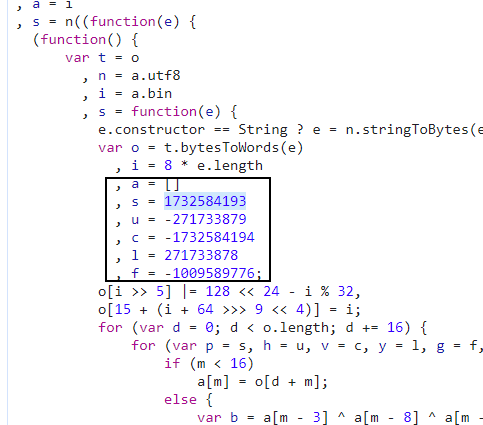 , a = i
, s = n((function(e) {
(function() {
var t = o
, n = a.utf8
, i = a.bin
, s = function(e) {
e.constructor == String ? e = n.stringToBytes(e
var o = t.bytesToWords(e)
, i = 8 * e.length
, a = []
, s = 1732584193
, u = -271733879
, c = -1732584194
, l = 271733878
, f = -1009589776;
o[i >> 5] |= 128 << 24 - i % 32,
o[15 + (i + 64 >>> 9 << 4)] = i;
for (var d = 0; d < o.length; d += 16) {
for (var p = s, h = u, v = c, y = l, g = f,
if (m < 16)
a[m] = o[d + m];
else {
var b = a[m - 3] ^ a[m - 8] ^ a[m -